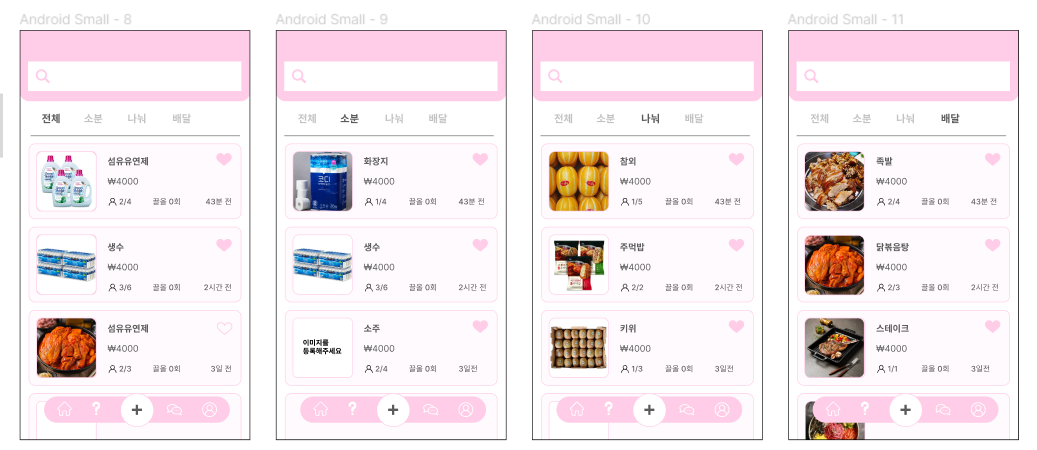 Android Small - 8
전체 소분 나눠 배달
섬유유연제
₩4000
2/4 끌올 0회 43분 전
생수
₩4000
3/6 끌올 0회 2시간 전
섬유유연제
₩4000
2/3 끌올 0회 3일 전
Android Small - 9
전체 소분 나눠 배달
화장지
₩4000
1/4 끌올 0회 43분 전
생수
₩4000
3/6 끌올 0회 2시간 전
이미지를
등록해주세요
소주
₩4000
2/4 끌올 0회 3일전
Android Small - 10
전체 소분 나눠 배달
참외
₩4000
1/5 끌올 0회 43분 전
주먹밥
₩4000
2/2 끌올 0회 2시간 전
키위
₩4000
1/3 끌올 0회 3일전
Android Small - 11
전체 소분 나눠 배달
족발
₩4000
2/4 끌올 0회 43분 전
닭볶음탕
₩4000
2/3 끌올 0회 2시간 전
스테이크
₩4000
1/1 끌올 0회 3일전